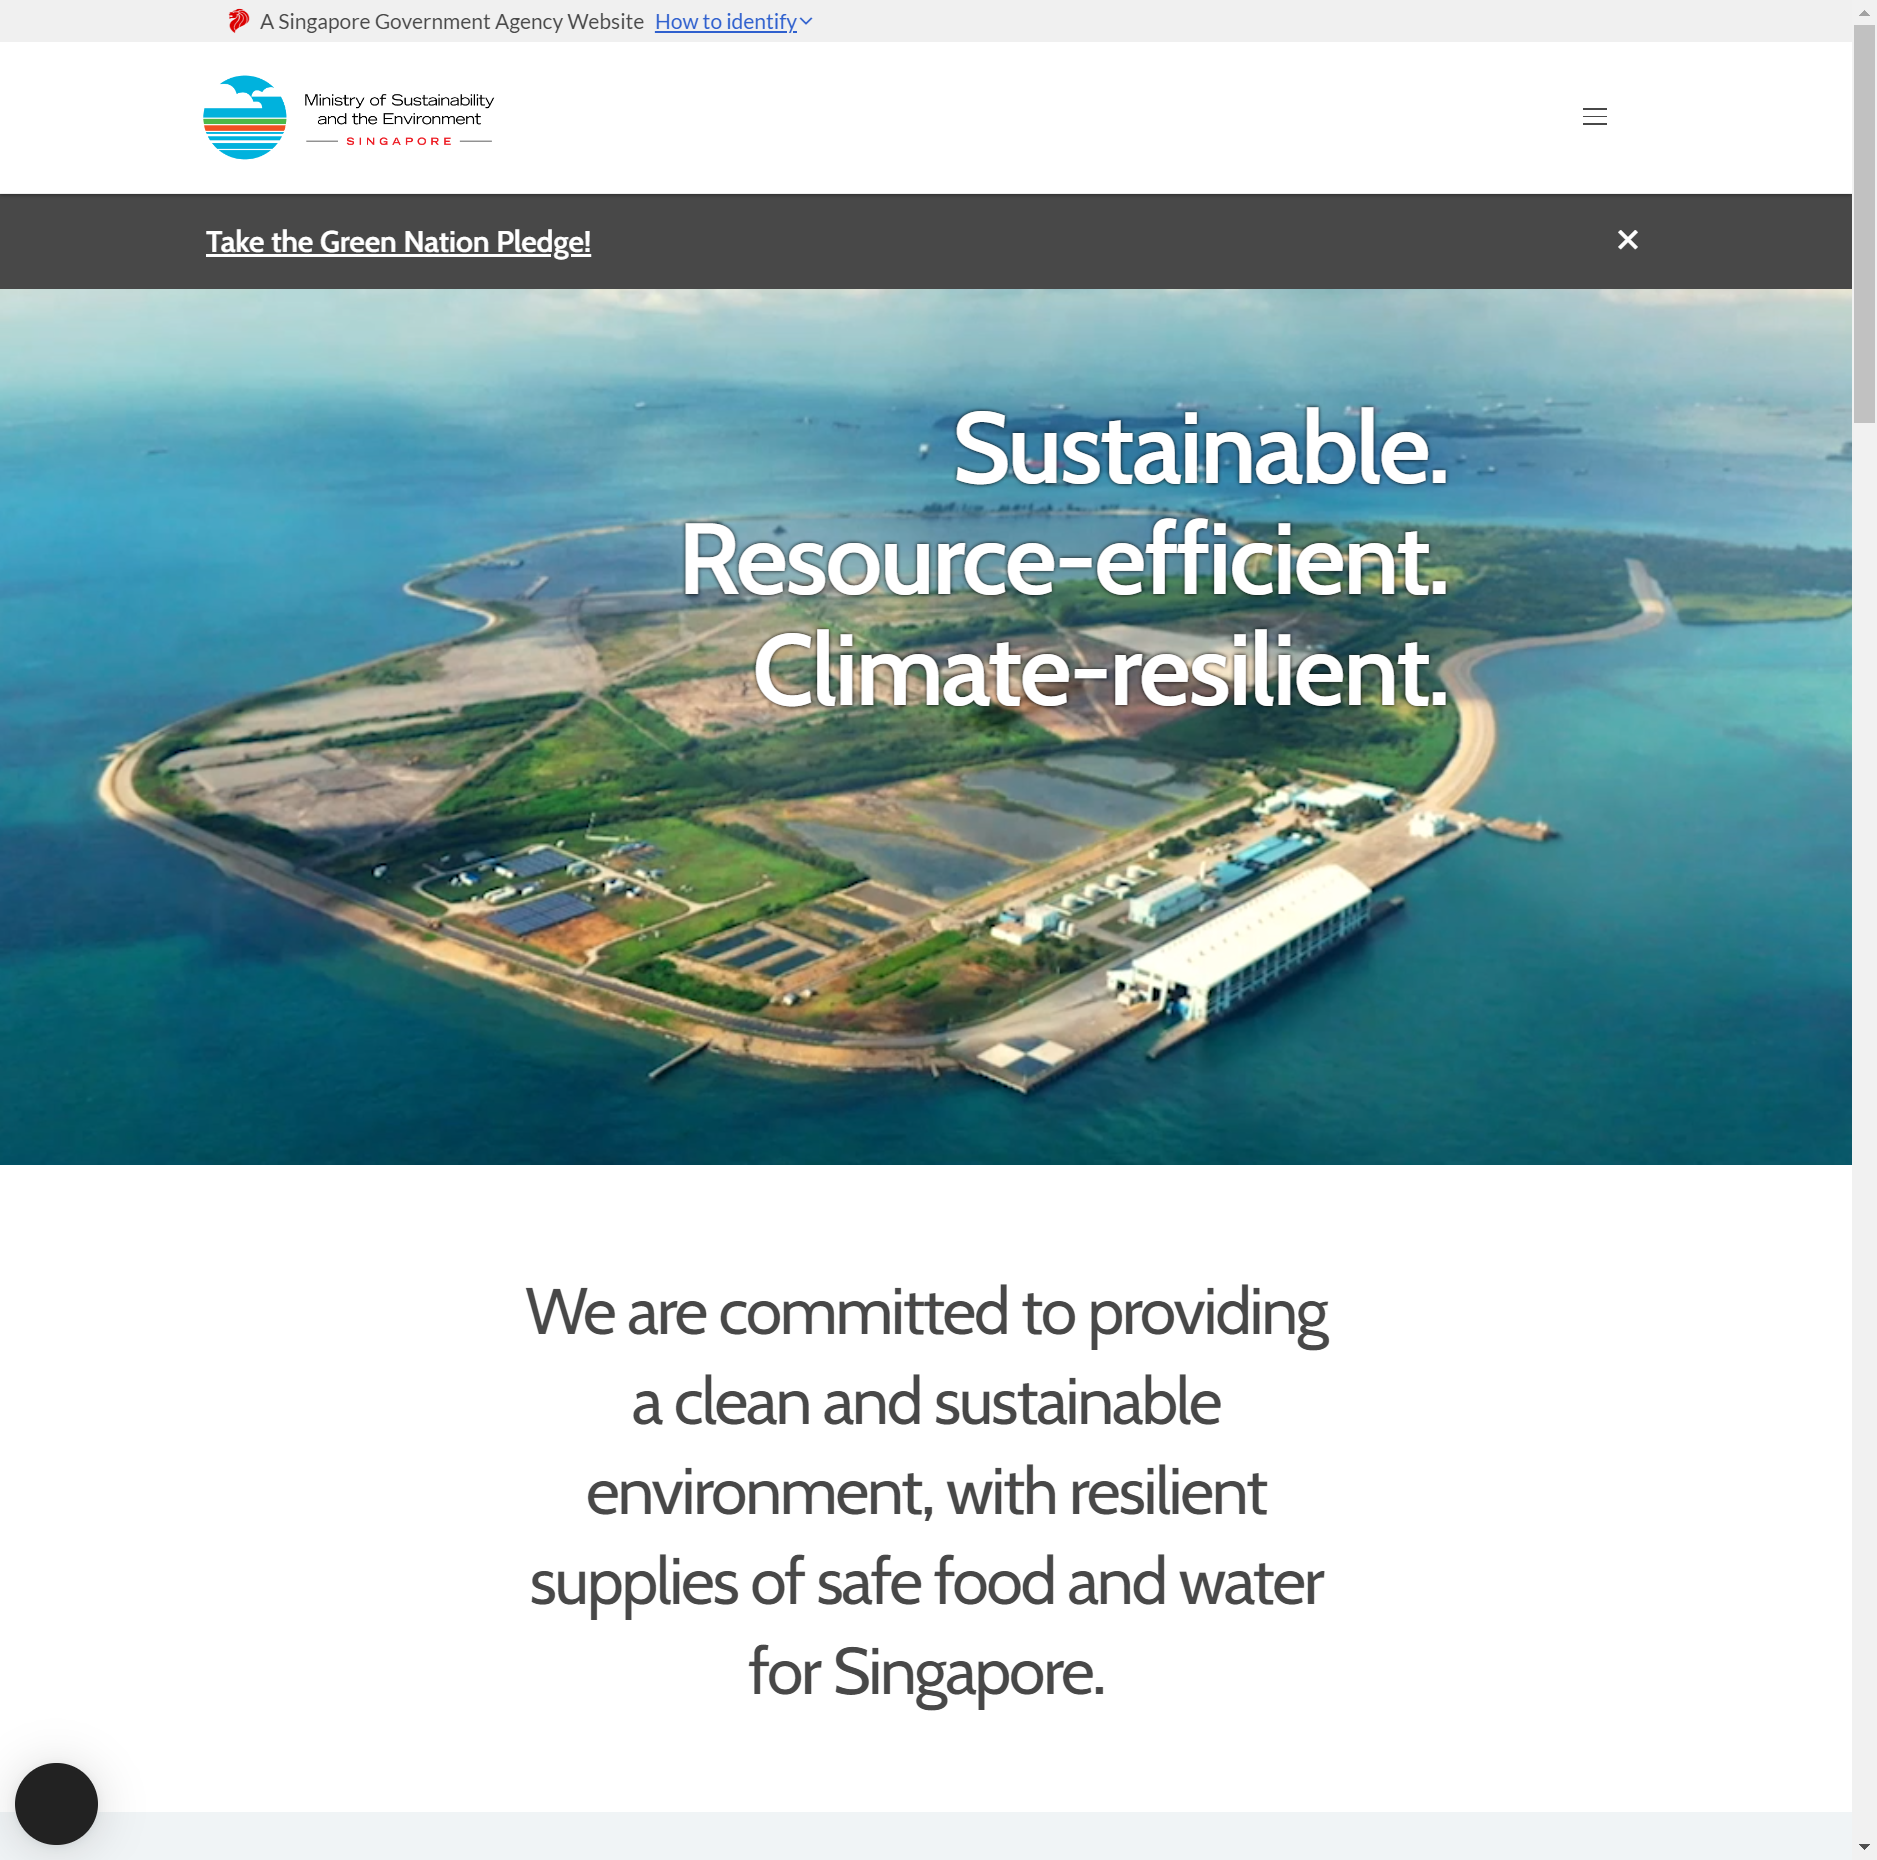 A Singapore Government Agency Website How to identify
Ministry of Sustainability
and the Environment
SINGAPORE
Take the Green Nation Pledge!
Sustainable.
Resource-efficient.
Climate-resilient.
We are committed to providing
a clean and sustainable
environment, with resilient
supplies of safe food and water
for Singapore.